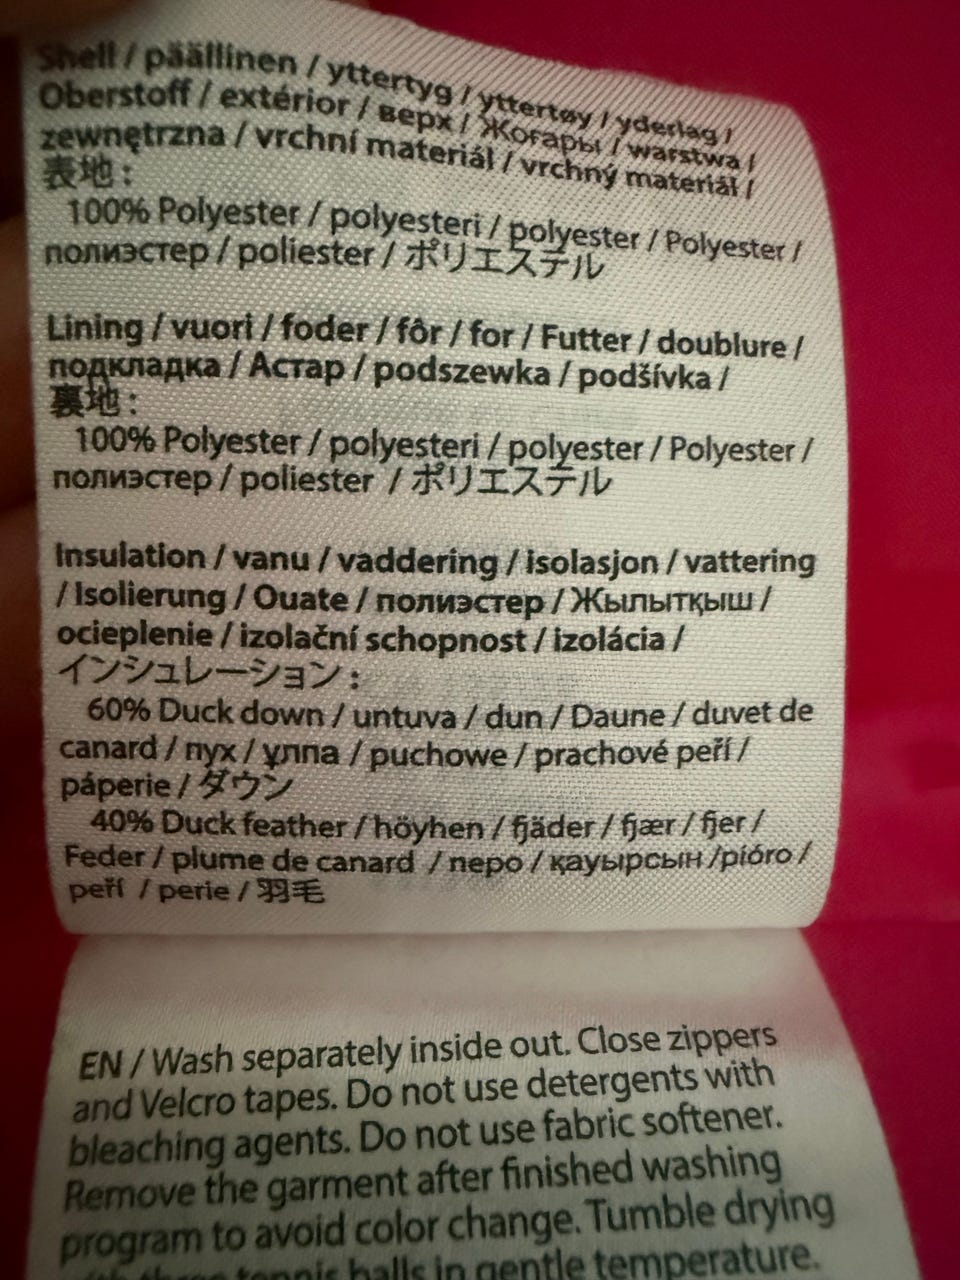 Shell / päällinen / yttertyg / yttertøy / yderlag /
Oberstoff / extérior / верх / Жоғары / warstwa /
zewnętrzna / vrchní materiál / vrchný materiál /
表地 :
100% Polyester / polyesteri / polyester / Polyester /
полиэстер / poliester / ポリエステル
Lining / vuori / foder / fôr / for / Futter / doublure /
подкладка / Астар / podszewka / podšívka /
裏地 :
100% Polyester / polyesteri / polyester / Polyester /
полиэстер / poliester / ポリエステル
Insulation / vanu / vaddering / isolasjon / vattering
/ Isolierung / Ouate / полиэстер / Жылытқыш /
ocieplenie / izolační schopnost / izolácia /
インシュレーション :
60% Duck down / untuva / dun / Daune / duvet de
canard / пух / ұлпа / puchowe / prachové peří /
páperie / ダウン
40% Duck feather / höyhen / fjäder / fjær / fjer /
Feder / plume de canard / перо / қауырсын /pióro /
peří / perie / 羽毛
EN / Wash separately inside out. Close zippers
and Velcro tapes. Do not use detergents with
bleaching agents. Do not use fabric softener.
Remove the garment after finished washing
program to avoid color change. Tumble drying
with three tennis balls in gentle temperature.